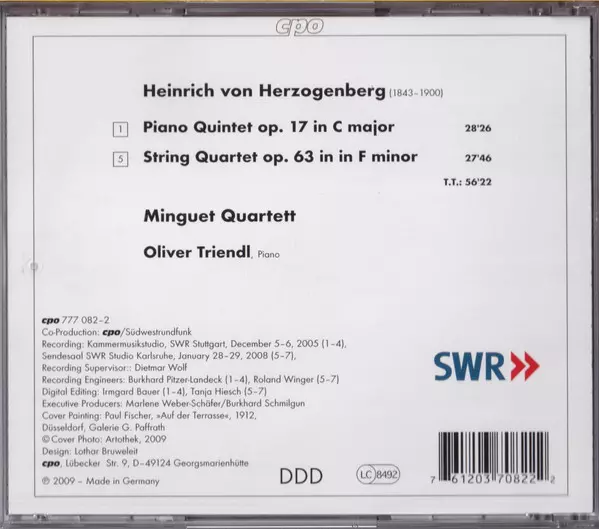 cpo
Heinrich von Herzogenberg (1843–1900)
1 Piano Quintet op. 17 in C major 28'26
5 String Quartet op. 63 in in F minor 27'46
T.T.: 56'22
Minguet Quartett
Oliver Triendl, Piano
cpo 777 082–2
Co-Production: cpo/Südwestrundfunk
Recording: Kammermusikstudio, SWR Stuttgart, December 5–6, 2005 (1–4),
Sendesaal SWR Studio Karlsruhe, January 28–29, 2008 (5–7)
Recording Supervisor:: Dietmar Wolf
Recording Engineers: Burkhard Pitzer-Landeck (1–4), Roland Winger (5–7)
Digital Editing: Irmgard Bauer (1–4), Tanja Hiesch (5–7)
Executive Producers: Marlene Weber-Schäfer/Burkhard Schmilgun
Cover Painting: Paul Fischer, »Auf der Terrasse«, 1912,
Düsseldorf, Galerie G. Paffrath
© Cover Photo: Artothek, 2009
Design: Lothar Bruweleit
cpo, Lübecker Str. 9, D–49124 Georgsmarienhütte
℗ 2009 – Made in Germany
DDD
LC 8492
SWR
7 61203 70822 2